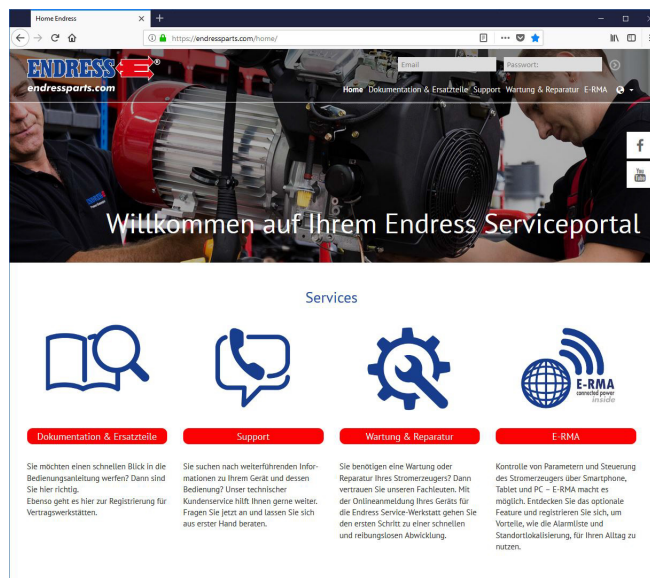 Home Endress
https://endressparts.com/home/
ENDRESS
endressparts.com
Email
Passwort:
Home Dokumentation & Ersatzteile Support Wartung & Reparatur E-RMA
You
Tube
Willkommen auf Ihrem Endress Serviceportal
Services
E-RMA
connected power
inside
Dokumentation & Ersatzteile
Support
Wartung & Reparatur
E-RMA
Sie möchten einen schnellen Blick in die
Bedienungsanleitung werfen? Dann sind
Sie hier richtig.
Ebenso geht es hier zur Registrierung für
Vertragswerkstätten.
Sie suchen nach weiterführenden Infor-
mationen zu Ihrem Gerät und dessen
Bedienung? Unser technischer
Kundenservice hilft Ihnen gerne weiter.
Fragen Sie jetzt an und lassen Sie sich
aus erster Hand beraten.
Sie benötigen eine Wartung oder
Reparatur Ihres Stromerzeugers? Dann
vertrauen Sie unseren Fachleuten. Mit
der Onlineanmeldung Ihres Geräts für
die Endress Service-Werkstatt gehen Sie
den ersten Schritt zu einer schnellen
und reibungslosen Abwicklung.
Kontrolle von Parametern und Steuerung
des Stromerzeugers über Smartphone,
Tablet und PC – E-RMA macht es
möglich. Entdecken Sie das optionale
Feature und registrieren Sie sich, um
Vorteile, wie die Alarmliste und
Standortlokalisierung, für Ihren Alltag zu
nutzen.